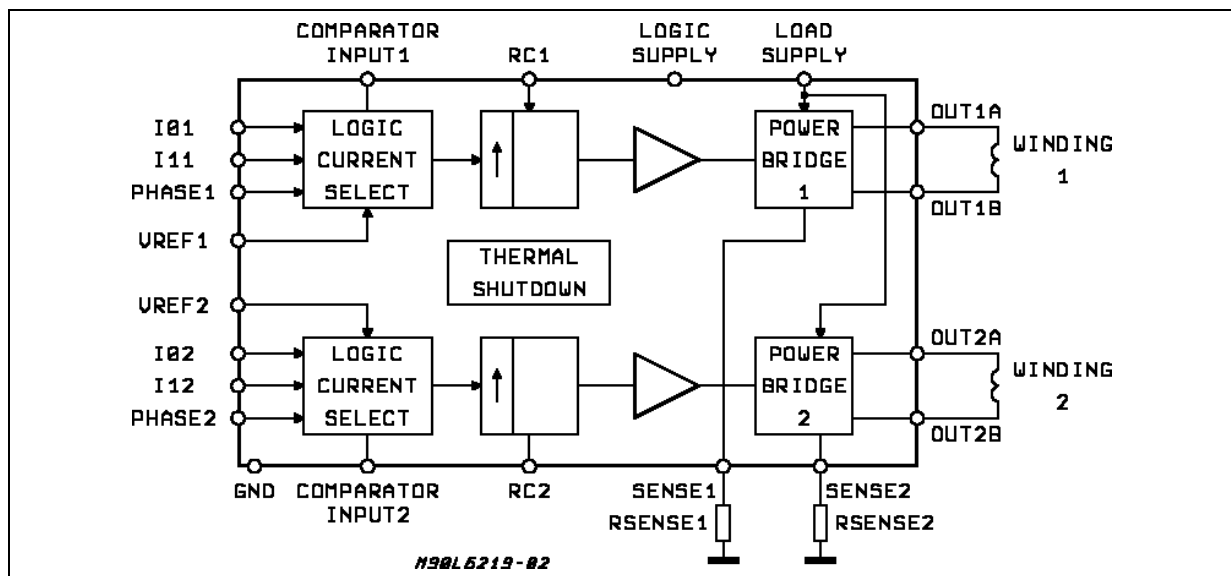 COMPARATOR
INPUT1
RC1
LOGIC
SUPPLY
LOAD
SUPPLY
I01
I11
PHASE1
VREF1
LOGIC
CURRENT
SELECT
POWER
BRIDGE
1
OUT1A
OUT1B
WINDING
1
THERMAL
SHUTDOWN
VREF2
I02
I12
PHASE2
LOGIC
CURRENT
SELECT
POWER
BRIDGE
2
OUT2A
OUT2B
WINDING
2
GND
COMPARATOR
INPUT2
RC2
SENSE1
SENSE2
RSENSE1
RSENSE2
M90L6219-02